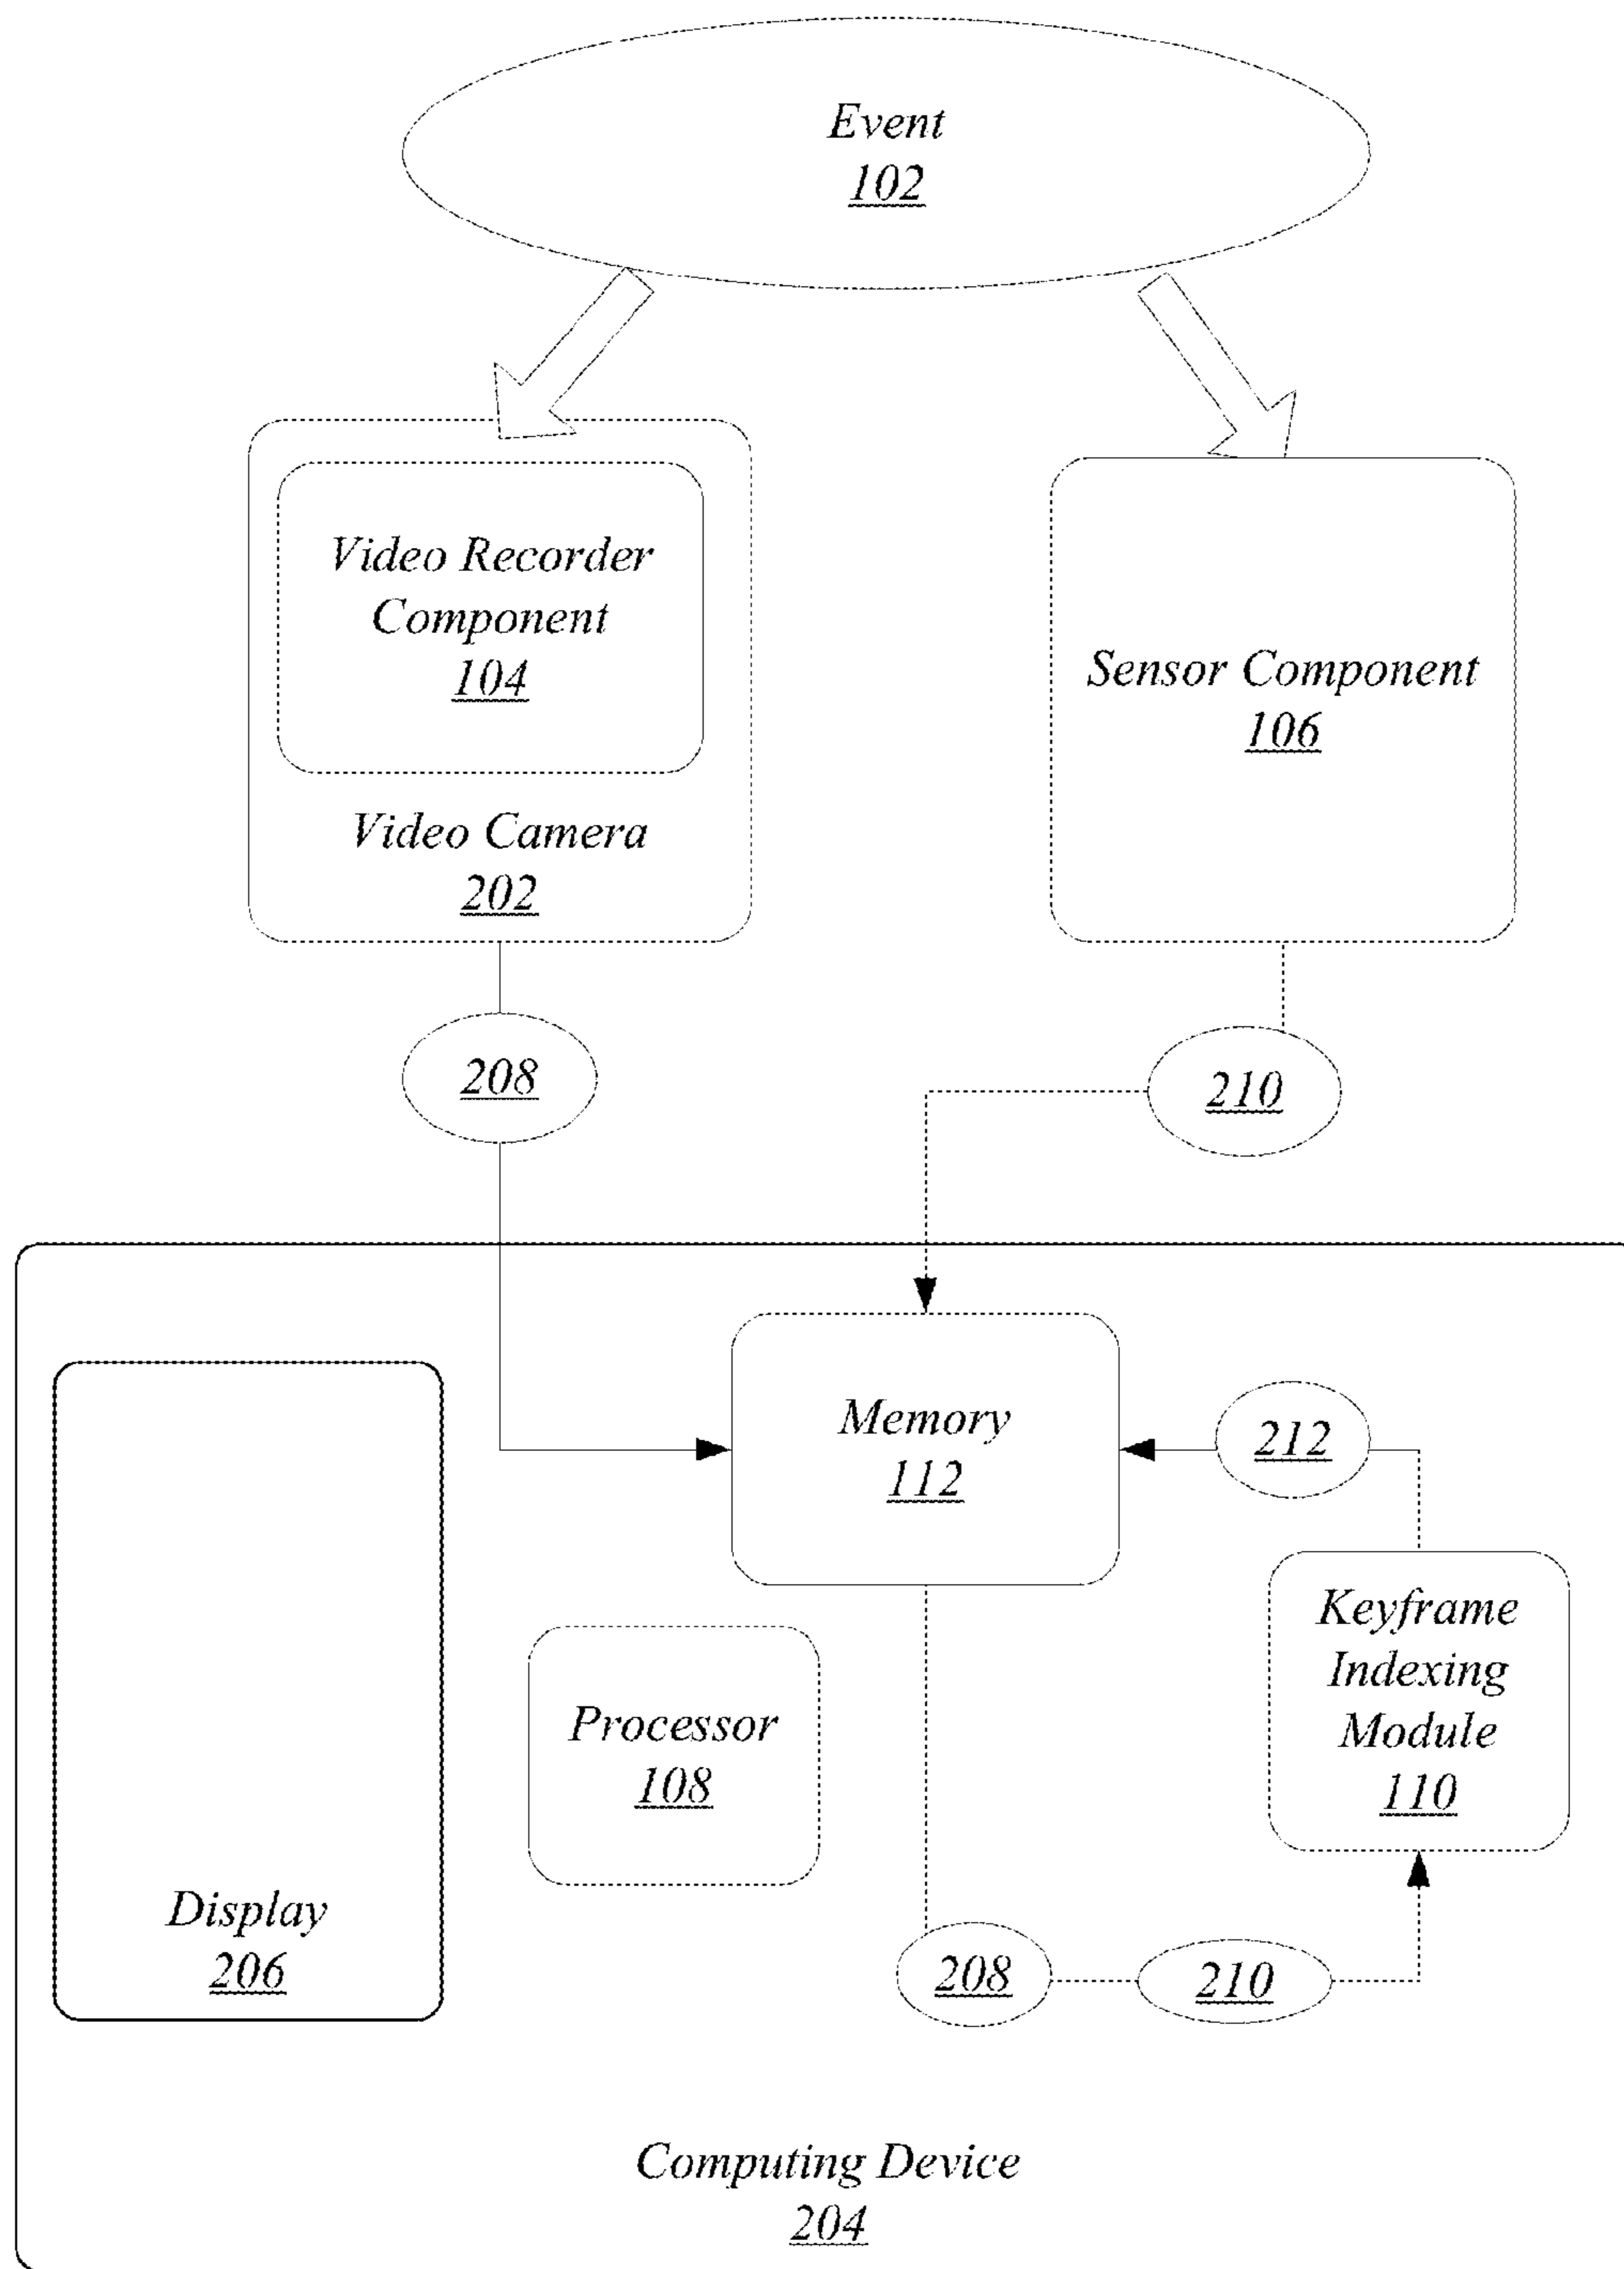 Event
102
Video Recorder
Component
104
Video Camera
202
Sensor Component
106
208
210
Memory
112
212
Keyframe
Indexing
Module
110
Processor
108
Display
206
208
210
Computing Device
204